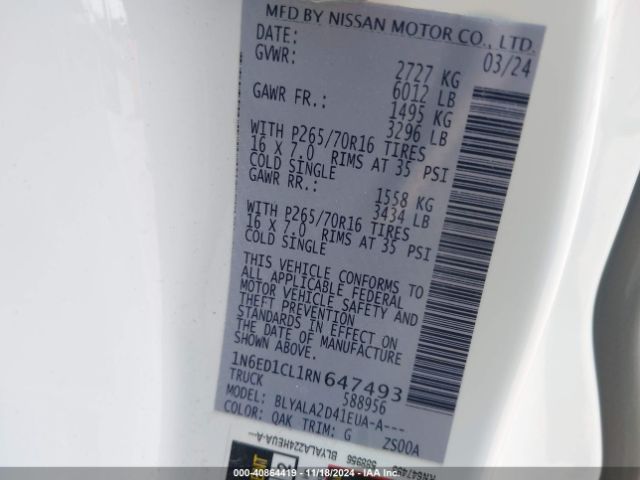 MFD BY NISSAN MOTOR CO., LTD.
DATE: 03/24
GVWR: 2727 KG
6012 LB
GAWR FR.: 1495 KG
3296 LB
WITH P265/70R16 TIRES
16 X 7.0 RIMS AT 35 PSI
COLD SINGLE
GAWR RR.: 1558 KG
3434 LB
WITH P265/70R16 TIRES
16 X 7.0 RIMS AT 35 PSI
COLD SINGLE
THIS VEHICLE CONFORMS TO
ALL APPLICABLE FEDERAL
MOTOR VEHICLE SAFETY AND
THEFT PREVENTION
STANDARDS IN EFFECT ON
THE DATE OF MANUFACTURE
SHOWN ABOVE.
1N6ED1CL1RN647493
TRUCK 588956
MODEL: BLYALA2D41EUA-A---
COLOR: QAK TRIM: G ZS00A
588956
#40864419 | IAAI | 11/18/2024 | COPART